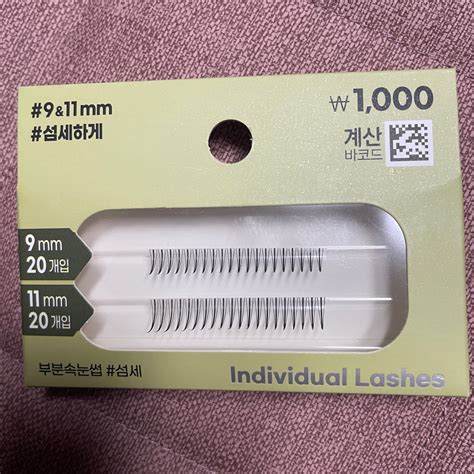 #9&11mm
#섬세하게
₩1,000
계산
바코드
9mm
20개입
11mm
20개입
부분속눈썹 #섬세
Individual Lashes